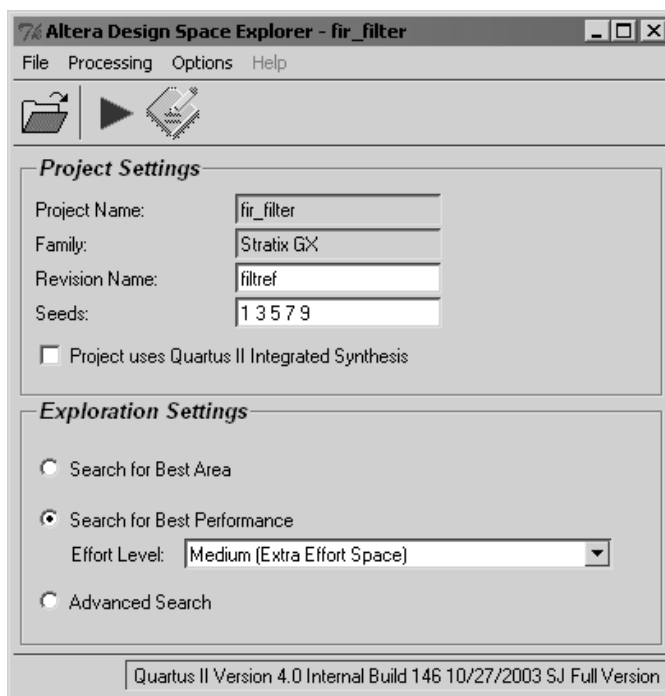 Altera Design Space Explorer - fir_filter
File Processing Options Help
Project Settings
Project Name: fir_filter
Family: Stratix GX
Revision Name: filtref
Seeds: 1 3 5 7 9
Project uses Quartus II Integrated Synthesis
Exploration Settings
Search for Best Area
Search for Best Performance
Effort Level: Medium (Extra Effort Space)
Advanced Search
Quartus II Version 4.0 Internal Build 146 10/27/2003 SJ Full Version